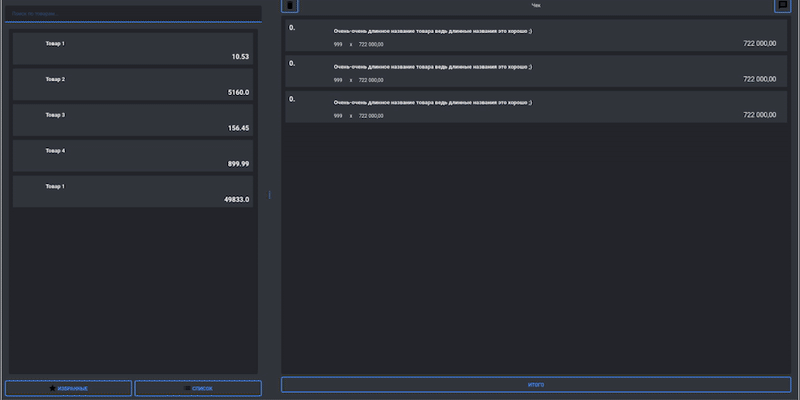 Поиск по товарам...
Товар 1
10.53
Товар 2
5160.0
Товар 3
156.45
Товар 4
899.99
Товар 1
49833.0
ИЗБРАННЫЕ
СПИСОК
Чек
0.
Очень-очень длинное название товара ведь длинные названия это хорошо ;)
999 x 722 000,00
722 000,00
0.
Очень-очень длинное название товара ведь длинные названия это хорошо ;)
999 x 722 000,00
722 000,00
0.
Очень-очень длинное название товара ведь длинные названия это хорошо ;)
999 x 722 000,00
722 000,00
ИТОГО